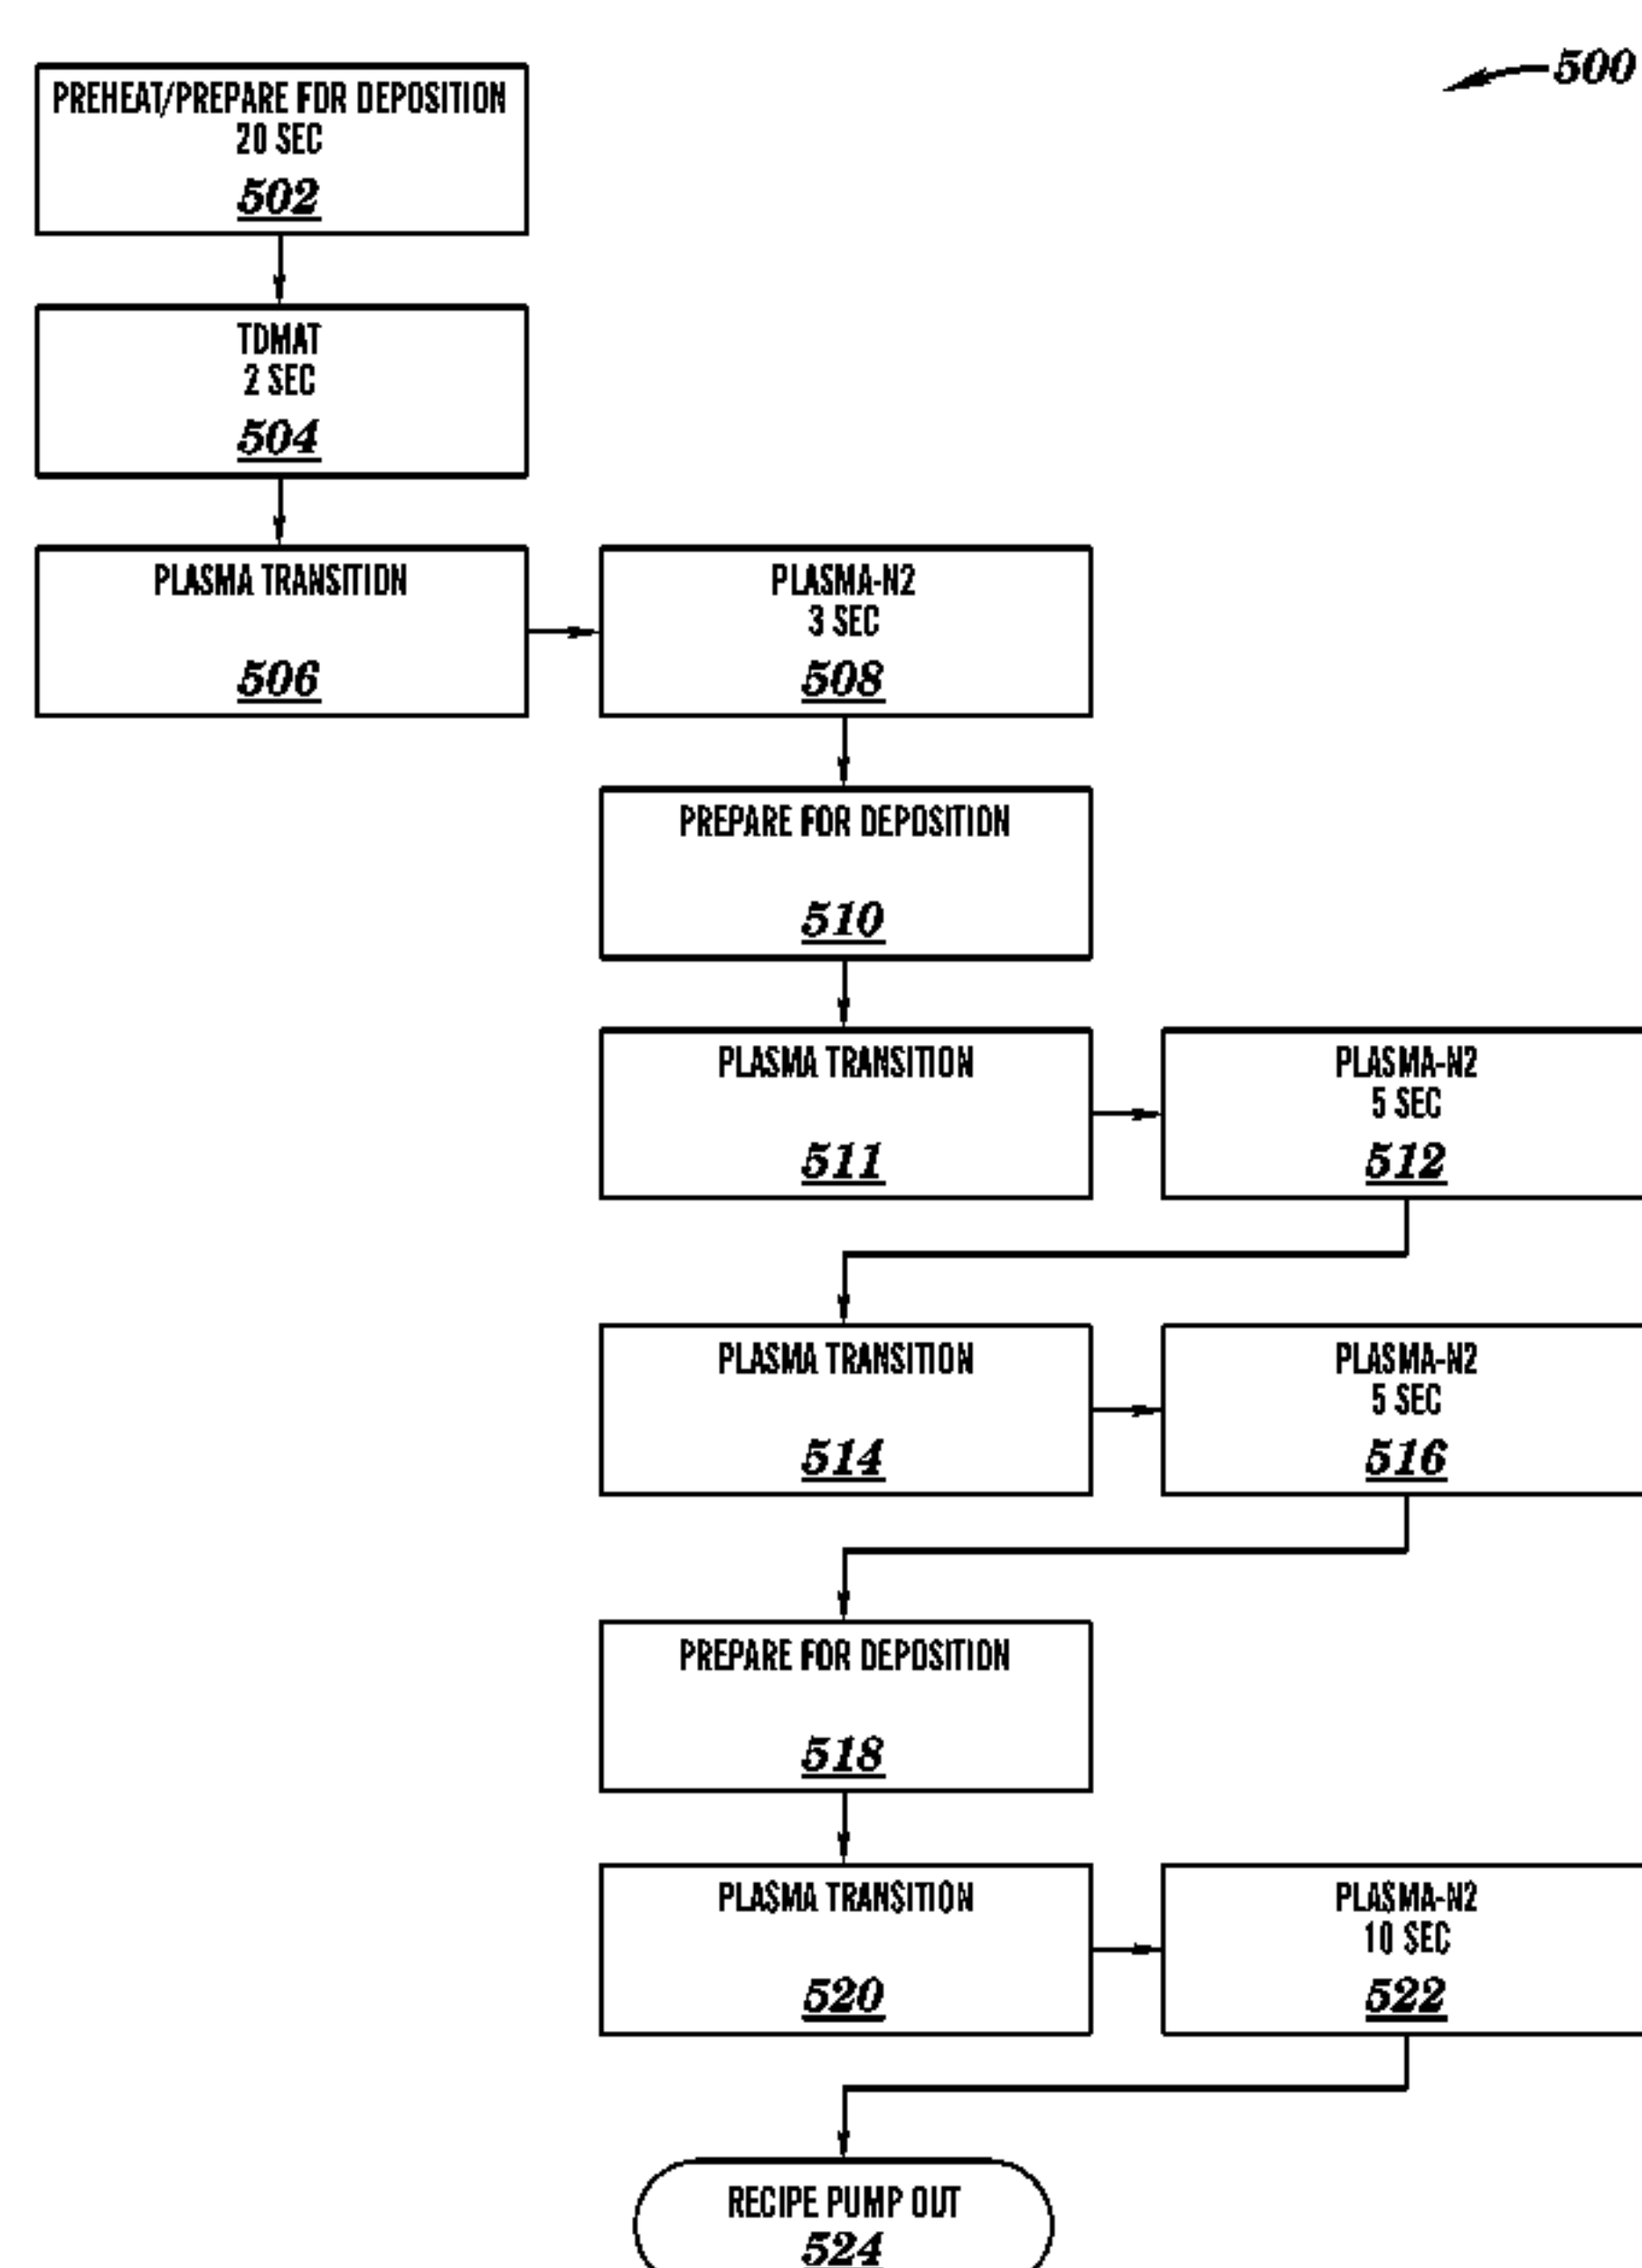 500
PREHEAT/PREPARE FOR DEPOSITION
20 SEC
502
TDMAT
2 SEC
504
PLASMA TRANSITION
506
PLASMA-N2
3 SEC
508
PREPARE FOR DEPOSITION
510
PLASMA TRANSITION
511
PLASMA-N2
5 SEC
512
PLASMA TRANSITION
514
PLASMA-N2
5 SEC
516
PREPARE FOR DEPOSITION
518
PLASMA TRANSITION
520
PLASMA-N2
10 SEC
522
RECIPE PUMP OUT
524